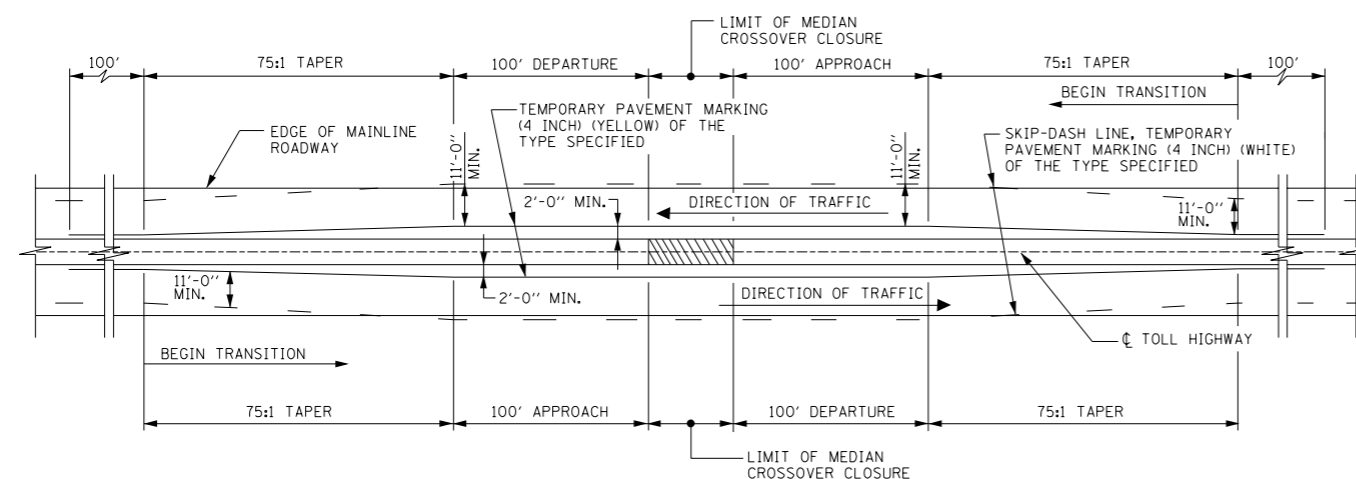 LIMIT OF MEDIAN
CROSSOVER CLOSURE
100'
75:1 TAPER
100' DEPARTURE
100' APPROACH
75:1 TAPER
100'
BEGIN TRANSITION
TEMPORARY PAVEMENT MARKING
(4 INCH) (YELLOW) OF THE
TYPE SPECIFIED
EDGE OF MAINLINE
ROADWAY
SKIP-DASH LINE, TEMPORARY
PAVEMENT MARKING (4 INCH) (WHITE)
OF THE TYPE SPECIFIED
11'-0"
MIN.
11'-0"
MIN.
2'-0" MIN.
DIRECTION OF TRAFFIC
11'-0"
MIN.
11'-0"
MIN.
2'-0" MIN.
DIRECTION OF TRAFFIC
℄ TOLL HIGHWAY
BEGIN TRANSITION
75:1 TAPER
100' APPROACH
100' DEPARTURE
75:1 TAPER
LIMIT OF MEDIAN
CROSSOVER CLOSURE